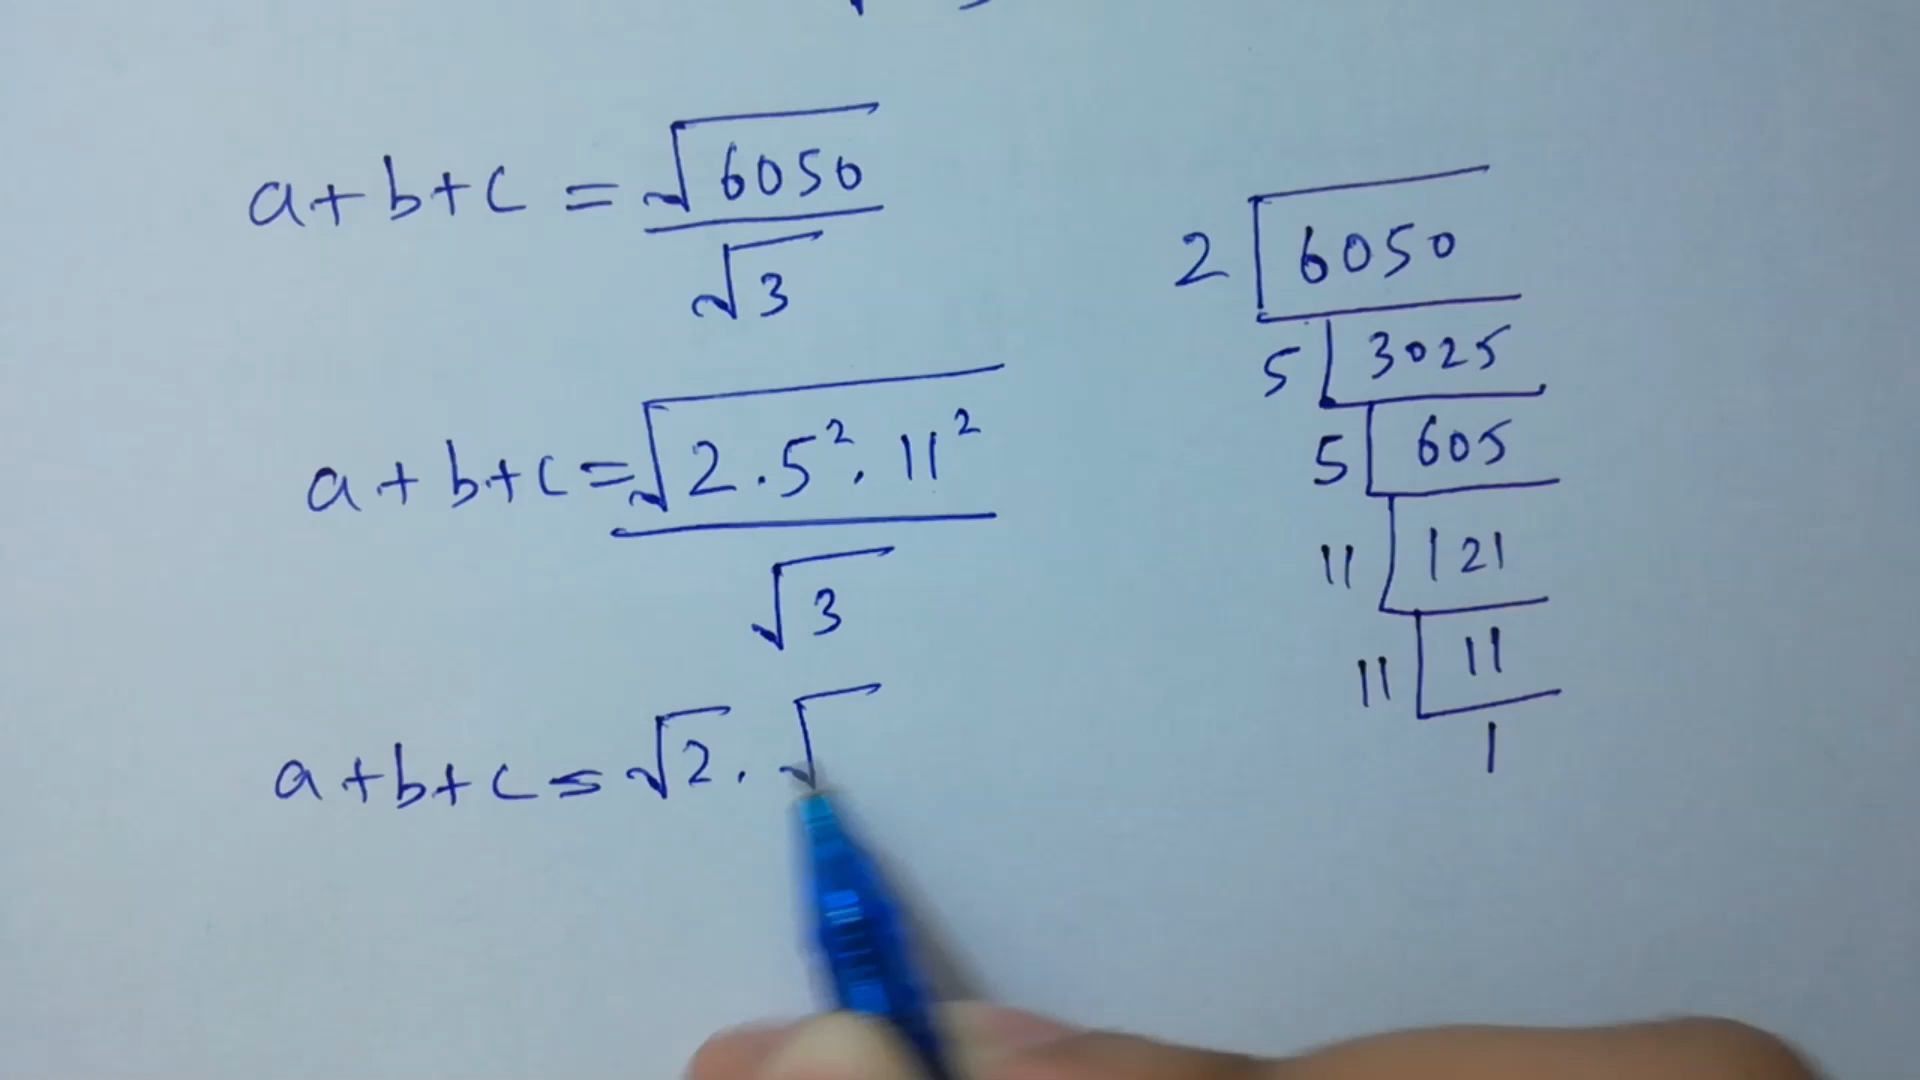 a+b+c = √6050
√3
a+b+c = √2.5².11²
√3
a+b+c = √2 . √
2 6050
5 3025
5 605
11 121
11 11
1